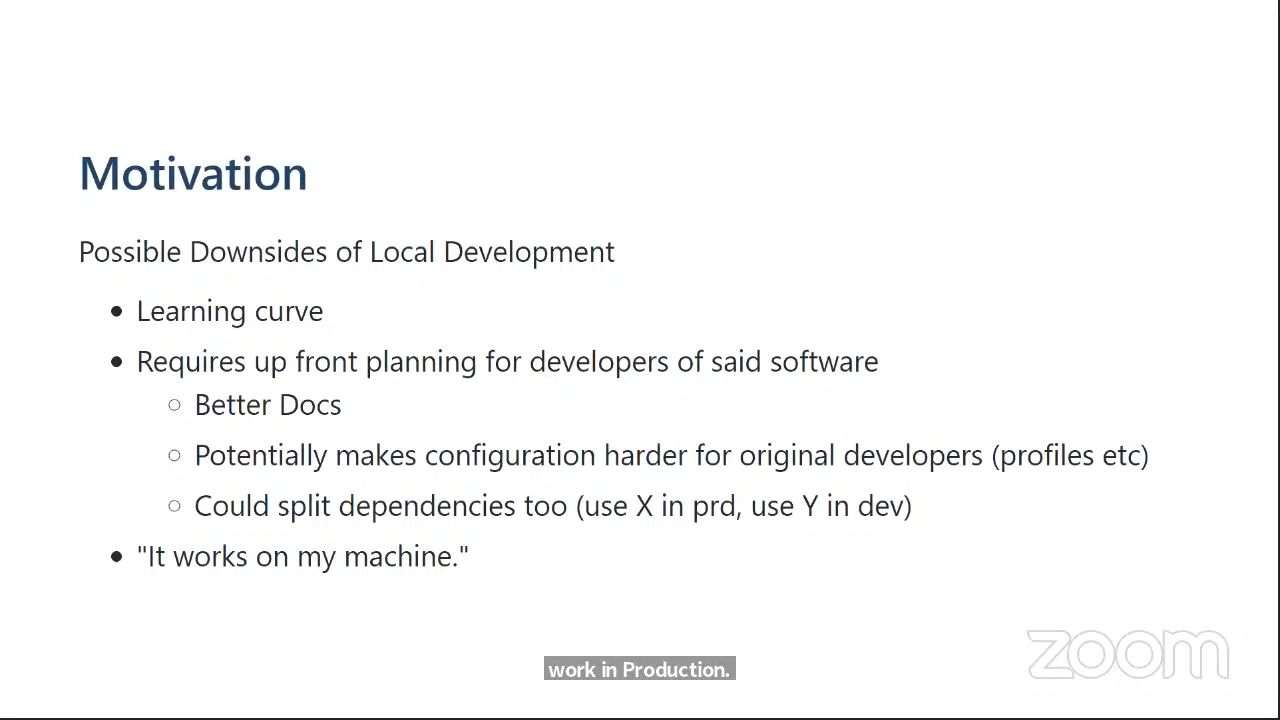 Motivation
Possible Downsides of Local Development
• Learning curve
• Requires up front planning for developers of said software
○ Better Docs
○ Potentially makes configuration harder for original developers (profiles etc)
○ Could split dependencies too (use X in prd, use Y in dev)
• "It works on my machine."
zoom
work in Production.